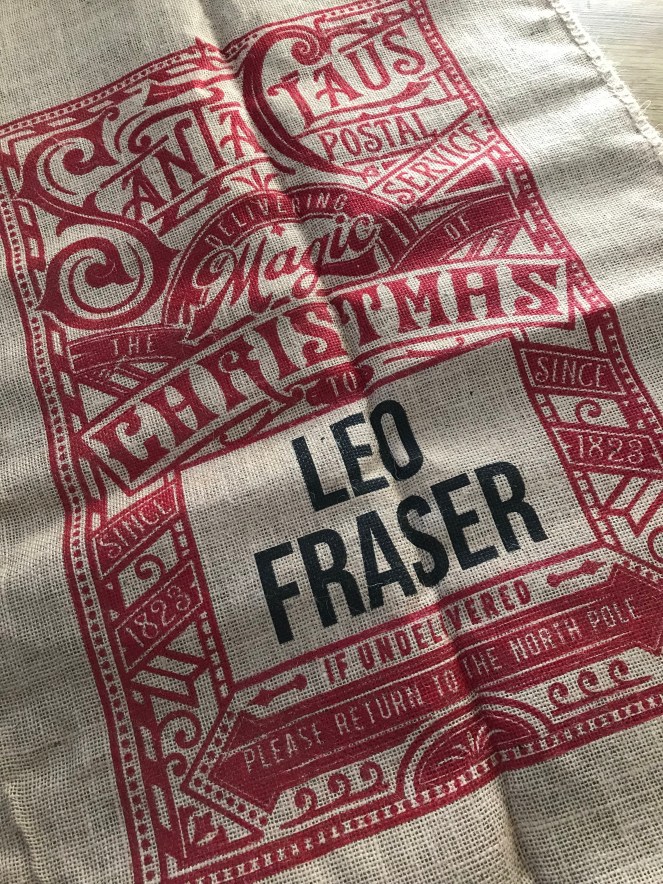 SANTA CLAUS
POSTAL
SERVICE
DELIVERING
THE Magic OF
CHRISTMAS
TO
LEO
FRASER
SINCE
1823
SINCE
1823
IF UNDELIVERED
PLEASE RETURN TO THE NORTH POLE